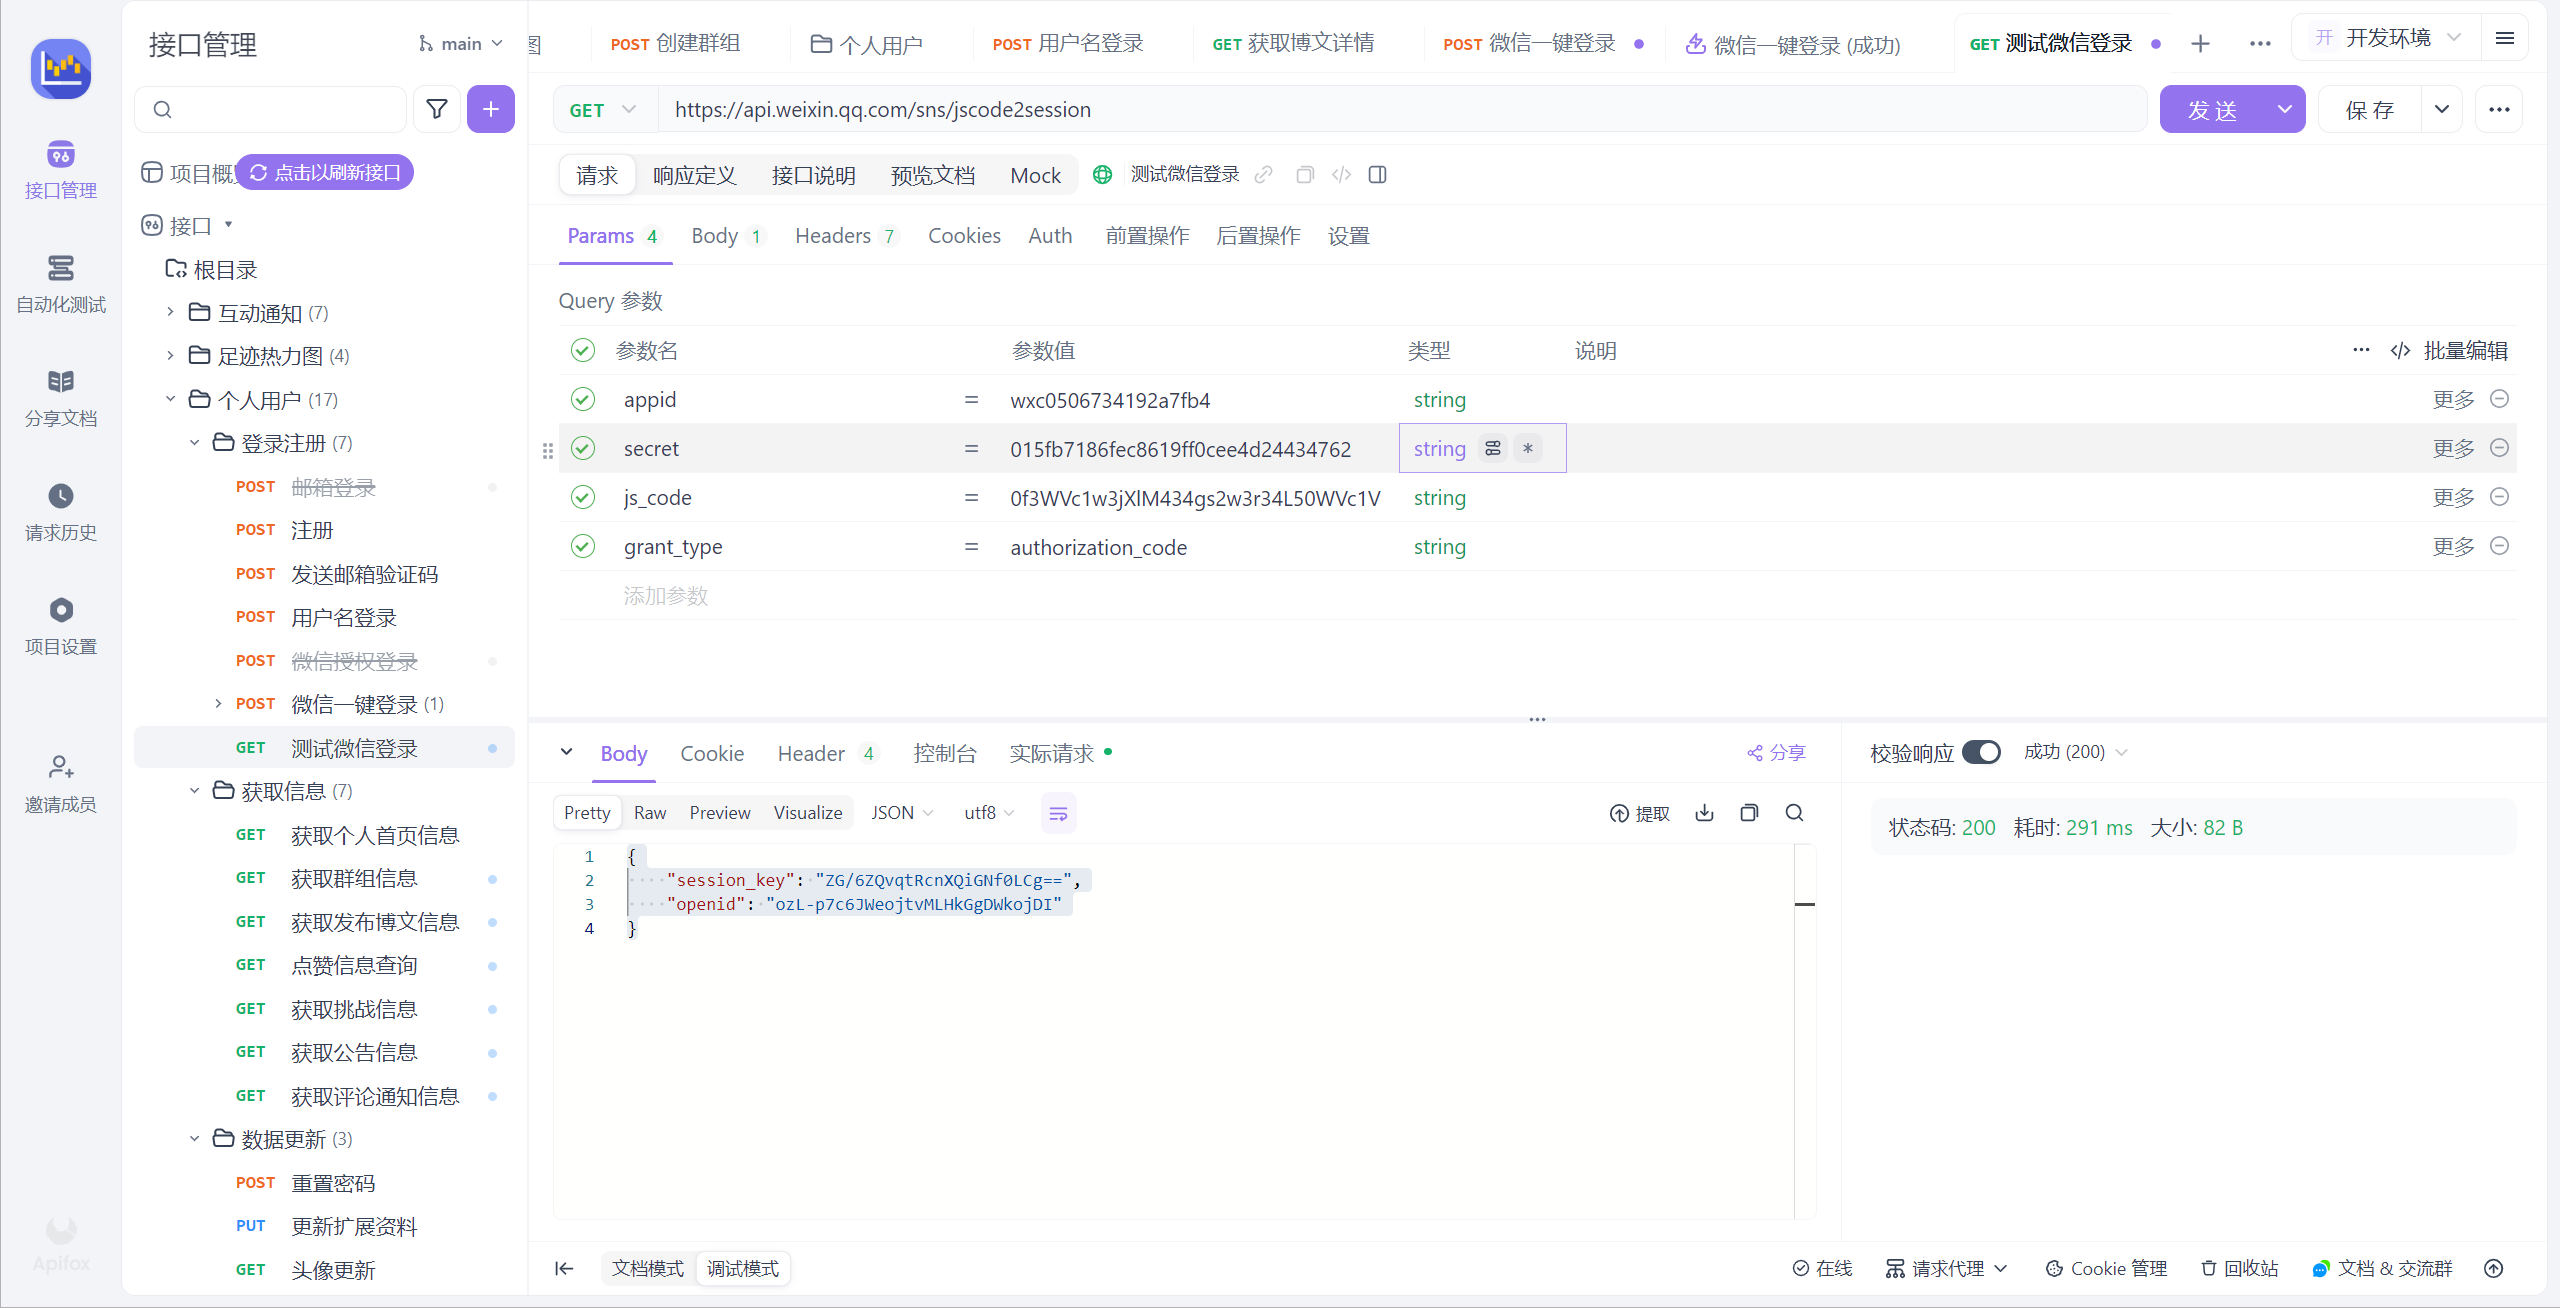 接口管理
自动化测试
分享文档
请求历史
项目设置
邀请成员
Apifox
接口管理
main
项目概
点击以刷新接口
接口
根目录
互动通知 (7)
足迹热力图 (4)
个人用户 (17)
登录注册 (7)
POST 邮箱登录
POST 注册
POST 发送邮箱验证码
POST 用户名登录
POST 微信授权登录
POST 微信一键登录 (1)
GET 测试微信登录
获取信息 (7)
GET 获取个人首页信息
GET 获取群组信息
GET 获取发布博文信息
GET 点赞信息查询
GET 获取挑战信息
GET 获取公告信息
GET 获取评论通知信息
数据更新 (3)
POST 重置密码
PUT 更新扩展资料
GET 头像更新
图 POST 创建群组 个人用户 POST 用户名登录 GET 获取博文详情 POST 微信一键登录 微信一键登录 (成功) GET 测试微信登录 开 开发环境
GET https://api.weixin.qq.com/sns/jscode2session 发 送 保 存
请求 响应定义 接口说明 预览文档 Mock 测试微信登录
Params 4 Body 1 Headers 7 Cookies Auth 前置操作 后置操作 设置
Query 参数
参数名 参数值 类型 说明 批量编辑
appid = wxc0506734192a7fb4 string 更多
secret = 015fb7186fec8619ff0cee4d24434762 string * 更多
js_code = 0f3WVc1w3jXlM434gs2w3r34L50WVc1V string 更多
grant_type = authorization_code string 更多
添加参数
Body Cookie Header 4 控制台 实际请求 分享
Pretty Raw Preview Visualize JSON utf8 提取
1 {
2 "session_key": "ZG/6ZQvqtRcnXQiGNf0LCg==",
3 "openid": "ozL-p7c6JWeojtvMLHkGgDWkojDI"
4 }
校验响应 成功 (200)
状态码: 200 耗时: 291 ms 大小: 82 B
文档模式 调试模式 在线 请求代理 Cookie 管理 回收站 文档 & 交流群